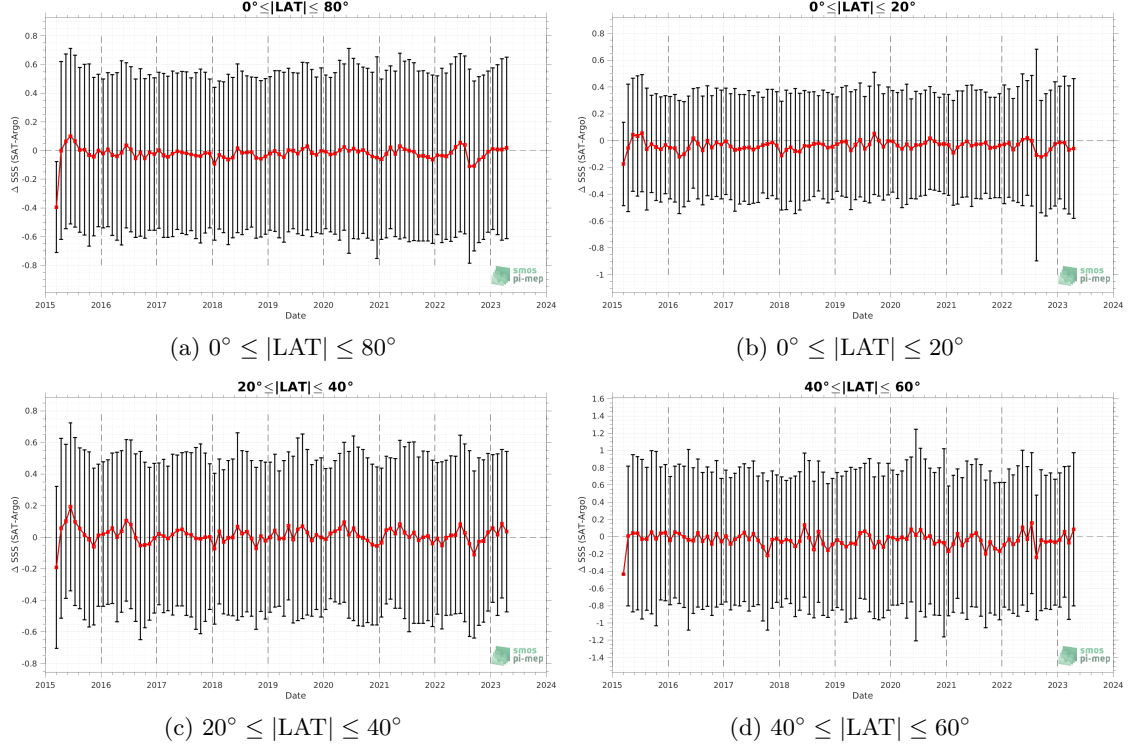 0°≤|LAT|≤ 80°
Δ SSS (SAT-Argo)
0.8
0.6
0.4
0.2
0
-0.2
-0.4
-0.6
-0.8
smos
pi-mep
2015 2016 2017 2018 2019 2020 2021 2022 2023 2024
Date
(a) 0° ≤ |LAT| ≤ 80°
0°≤|LAT|≤ 20°
Δ SSS (SAT-Argo)
0.8
0.6
0.4
0.2
0
-0.2
-0.4
-0.6
-0.8
-1
smos
pi-mep
2015 2016 2017 2018 2019 2020 2021 2022 2023 2024
Date
(b) 0° ≤ |LAT| ≤ 20°
20°≤|LAT|≤ 40°
Δ SSS (SAT-Argo)
0.8
0.6
0.4
0.2
0
-0.2
-0.4
-0.6
-0.8
smos
pi-mep
2015 2016 2017 2018 2019 2020 2021 2022 2023 2024
Date
(c) 20° ≤ |LAT| ≤ 40°
40°≤|LAT|≤ 60°
Δ SSS (SAT-Argo)
1.6
1.4
1.2
1
0.8
0.6
0.4
0.2
0
-0.2
-0.4
-0.6
-0.8
-1
-1.2
-1.4
smos
pi-mep
2015 2016 2017 2018 2019 2020 2021 2022 2023 2024
Date
(d) 40° ≤ |LAT| ≤ 60°